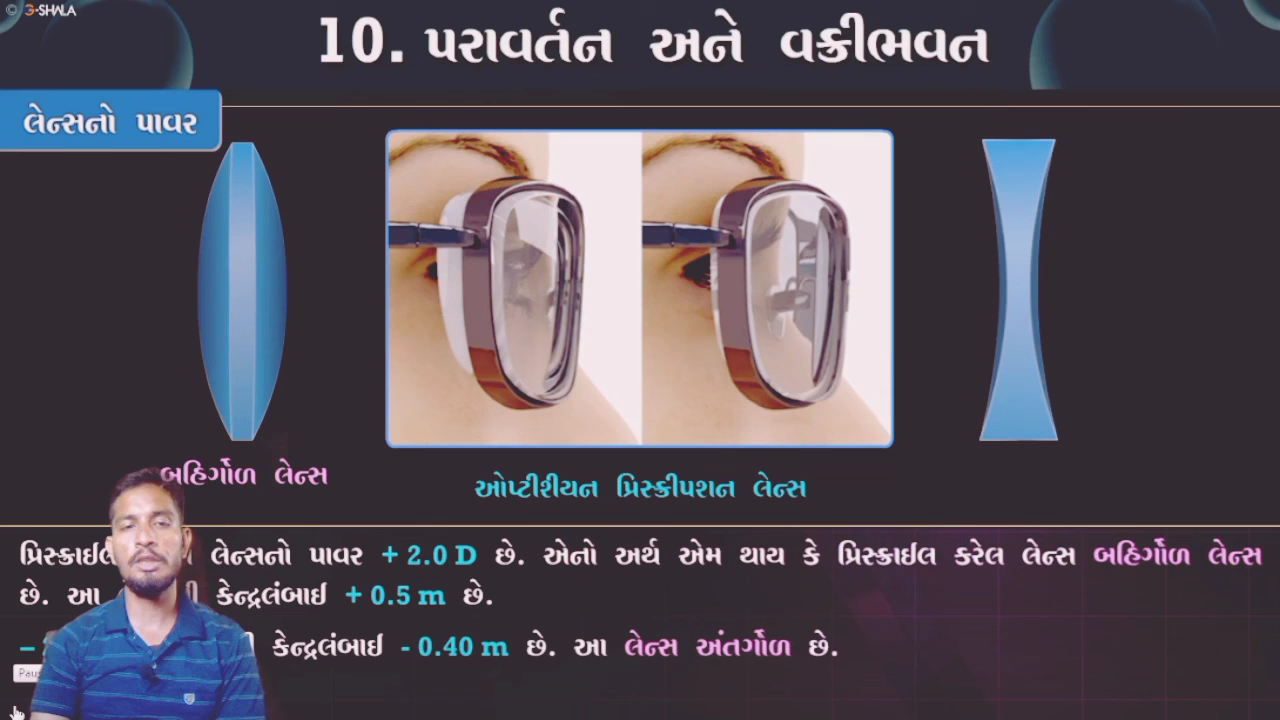 © G-SHALA
10. પરાવર્તન અને વક્રીભવન
લેન્સનો પાવર
બહિર્ગોળ લેન્સ
ઓપ્ટીશીયન પ્રિસ્ક્રીપશન લેન્સ
લેન્સનો પાવર + 2.0 D છે. એનો અર્થ એમ થાય કે પ્રિસ્ક્રાઈલ કરેલ લેન્સ બહિર્ગોળ લેન્સ
છે. આ કેન્દ્રલંબાઈ + 0.5 m છે.
– કેન્દ્રલંબાઈ - 0.40 m છે. આ લેન્સ અંતર્ગોળ છે.